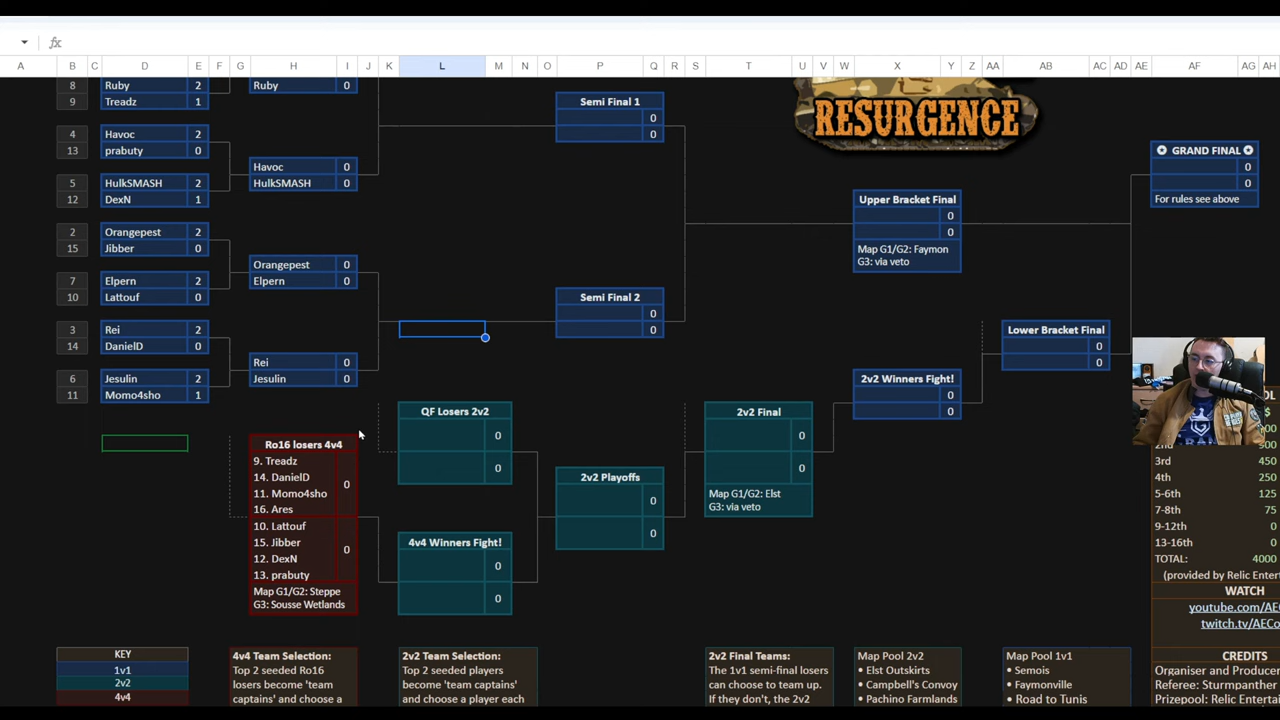 fx
A B C D E F G H I J K L M N O P Q R S T U V W X Y Z AA AB AC AD AE AF AG AH
8 Ruby 2
9 Treadz 1
Ruby 0
4 Havoc 2
13 prabuty 0
Havoc 0
HulkSMASH 0
5 HulkSMASH 2
12 DexN 1
2 Orangepest 2
15 Jibber 0
Orangepest 0
Elpern 0
7 Elpern 2
10 Lattouf 0
3 Rei 2
14 DanielD 0
Rei 0
Jesulin 0
6 Jesulin 2
11 Momo4sho 1
Semi Final 1
0
0
Semi Final 2
0
0
RESURGENCE
Upper Bracket Final
0
0
Map G1/G2: Faymon
G3: via veto
GRAND FINAL
0
0
For rules see above
Lower Bracket Final
0
0
2v2 Winners Fight!
0
0
Ro16 losers 4v4
9. Treadz
14. DanielD
11. Momo4sho
16. Ares
0
10. Lattouf
15. Jibber
12. DexN
13. prabuty
0
Map G1/G2: Steppe
G3: Sousse Wetlands
QF Losers 2v2
0
0
4v4 Winners Fight!
0
0
2v2 Playoffs
0
0
2v2 Final
0
0
Map G1/G2: Elst
G3: via veto
3rd 450
4th 250
5-6th 125
7-8th 75
9-12th 0
13-16th 0
TOTAL: 4000
(provided by Relic Enter
WATCH
youtube.com/AEC
twitch.tv/AECo
CREDITS
Organiser and Producer
Referee: Sturmpanther
Prizepool: Relic Enterta
KEY
1v1
2v2
4v4
4v4 Team Selection:
Top 2 seeded Ro16
losers become 'team
captains' and choose a
2v2 Team Selection:
Top 2 seeded players
become 'team captains'
and choose a player each
2v2 Final Teams:
The 1v1 semi-final losers
can choose to team up.
If they don't, the 2v2
Map Pool 2v2
• Elst Outskirts
• Campbell's Convoy
• Pachino Farmlands
Map Pool 1v1
• Semois
• Faymonville
• Road to Tunis